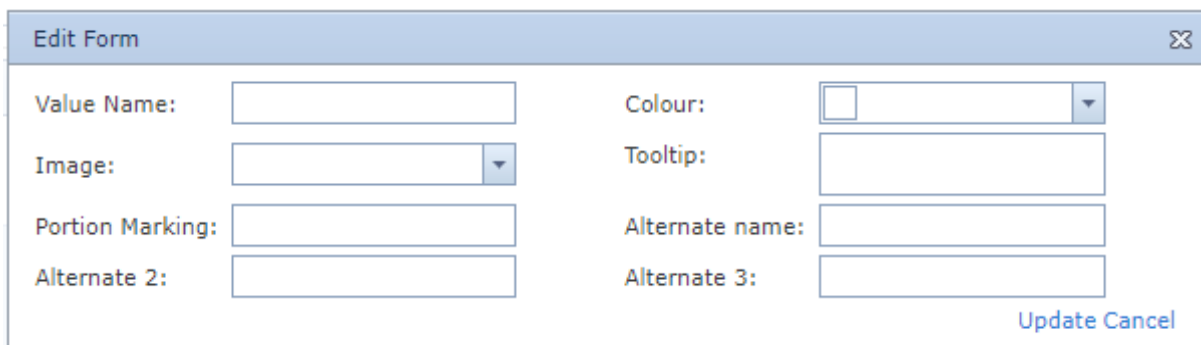 Edit Form
Value Name:
Colour:
Image:
Tooltip:
Portion Marking:
Alternate name:
Alternate 2:
Alternate 3:
Update Cancel